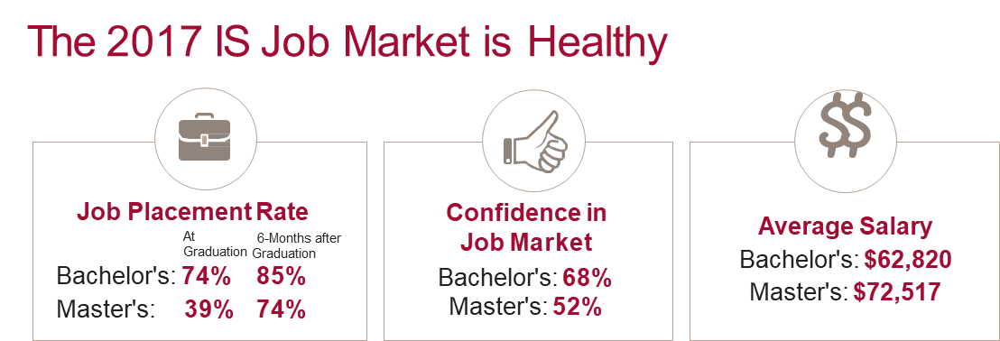 The 2017 IS Job Market is Healthy
Job Placement Rate
At Graduation
6-Months after Graduation
Bachelor's: 74% 85%
Master's: 39% 74%
Confidence in
Job Market
Bachelor's: 68%
Master's: 52%
Average Salary
Bachelor's: $62,820
Master's: $72,517